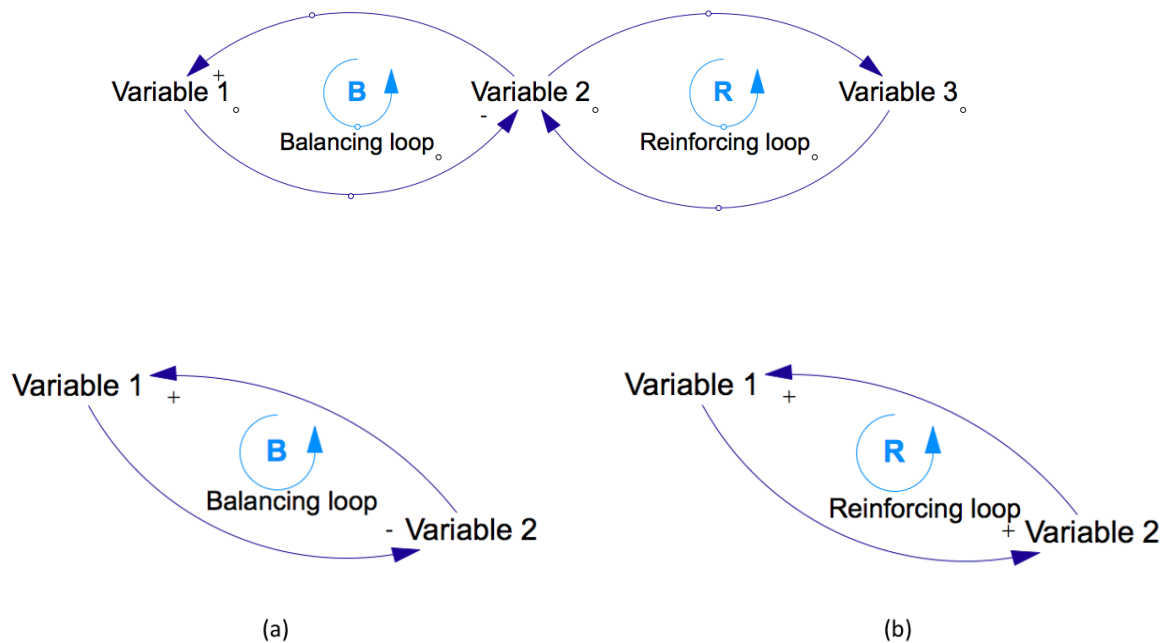 +
Variable 1
B
Variable 2
-
R
Variable 3
Balancing loop
Reinforcing loop
Variable 1
+
B
Balancing loop
- Variable 2
Variable 1
+
R
Reinforcing loop
+ Variable 2
(a)
(b)